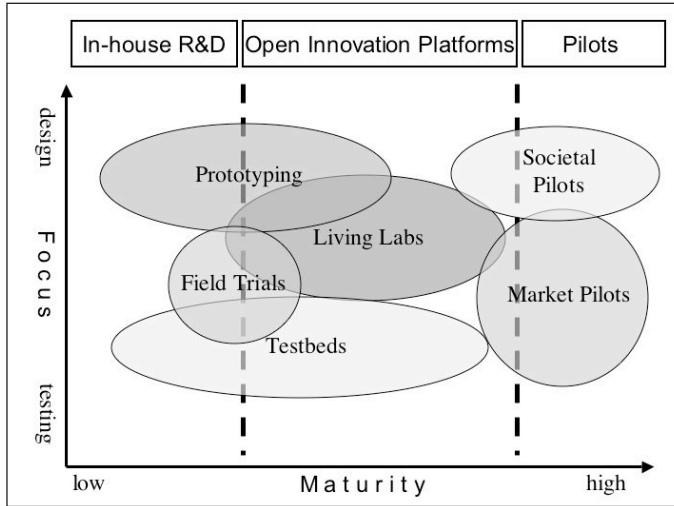 In-house R&D Open Innovation Platforms Pilots
design
Prototyping
Societal
Pilots
Living Labs
Focus
Field Trials
Market Pilots
Testbeds
testing
low Maturity high